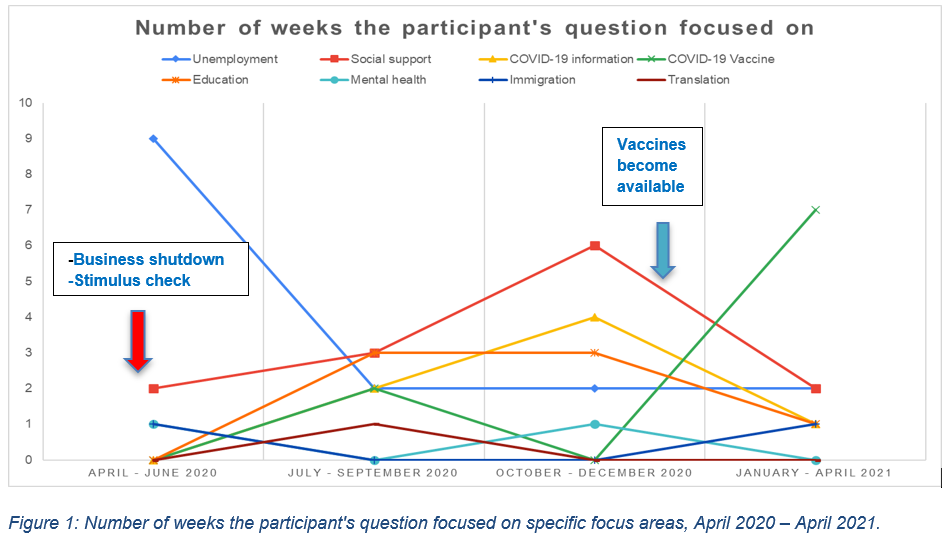 Number of weeks the participant's question focused on
Unemployment Social support COVID-19 information COVID-19 Vaccine
Education Mental health Immigration Translation
10
9
8
7
6
5
4
3
2
1
0
-Business shutdown
-Stimulus check
Vaccines
become
available
APRIL - JUNE 2020 JULY - SEPTEMBER 2020 OCTOBER - DECEMBER 2020 JANUARY - APRIL 2021
Figure 1: Number of weeks the participant's question focused on specific focus areas, April 2020 – April 2021.